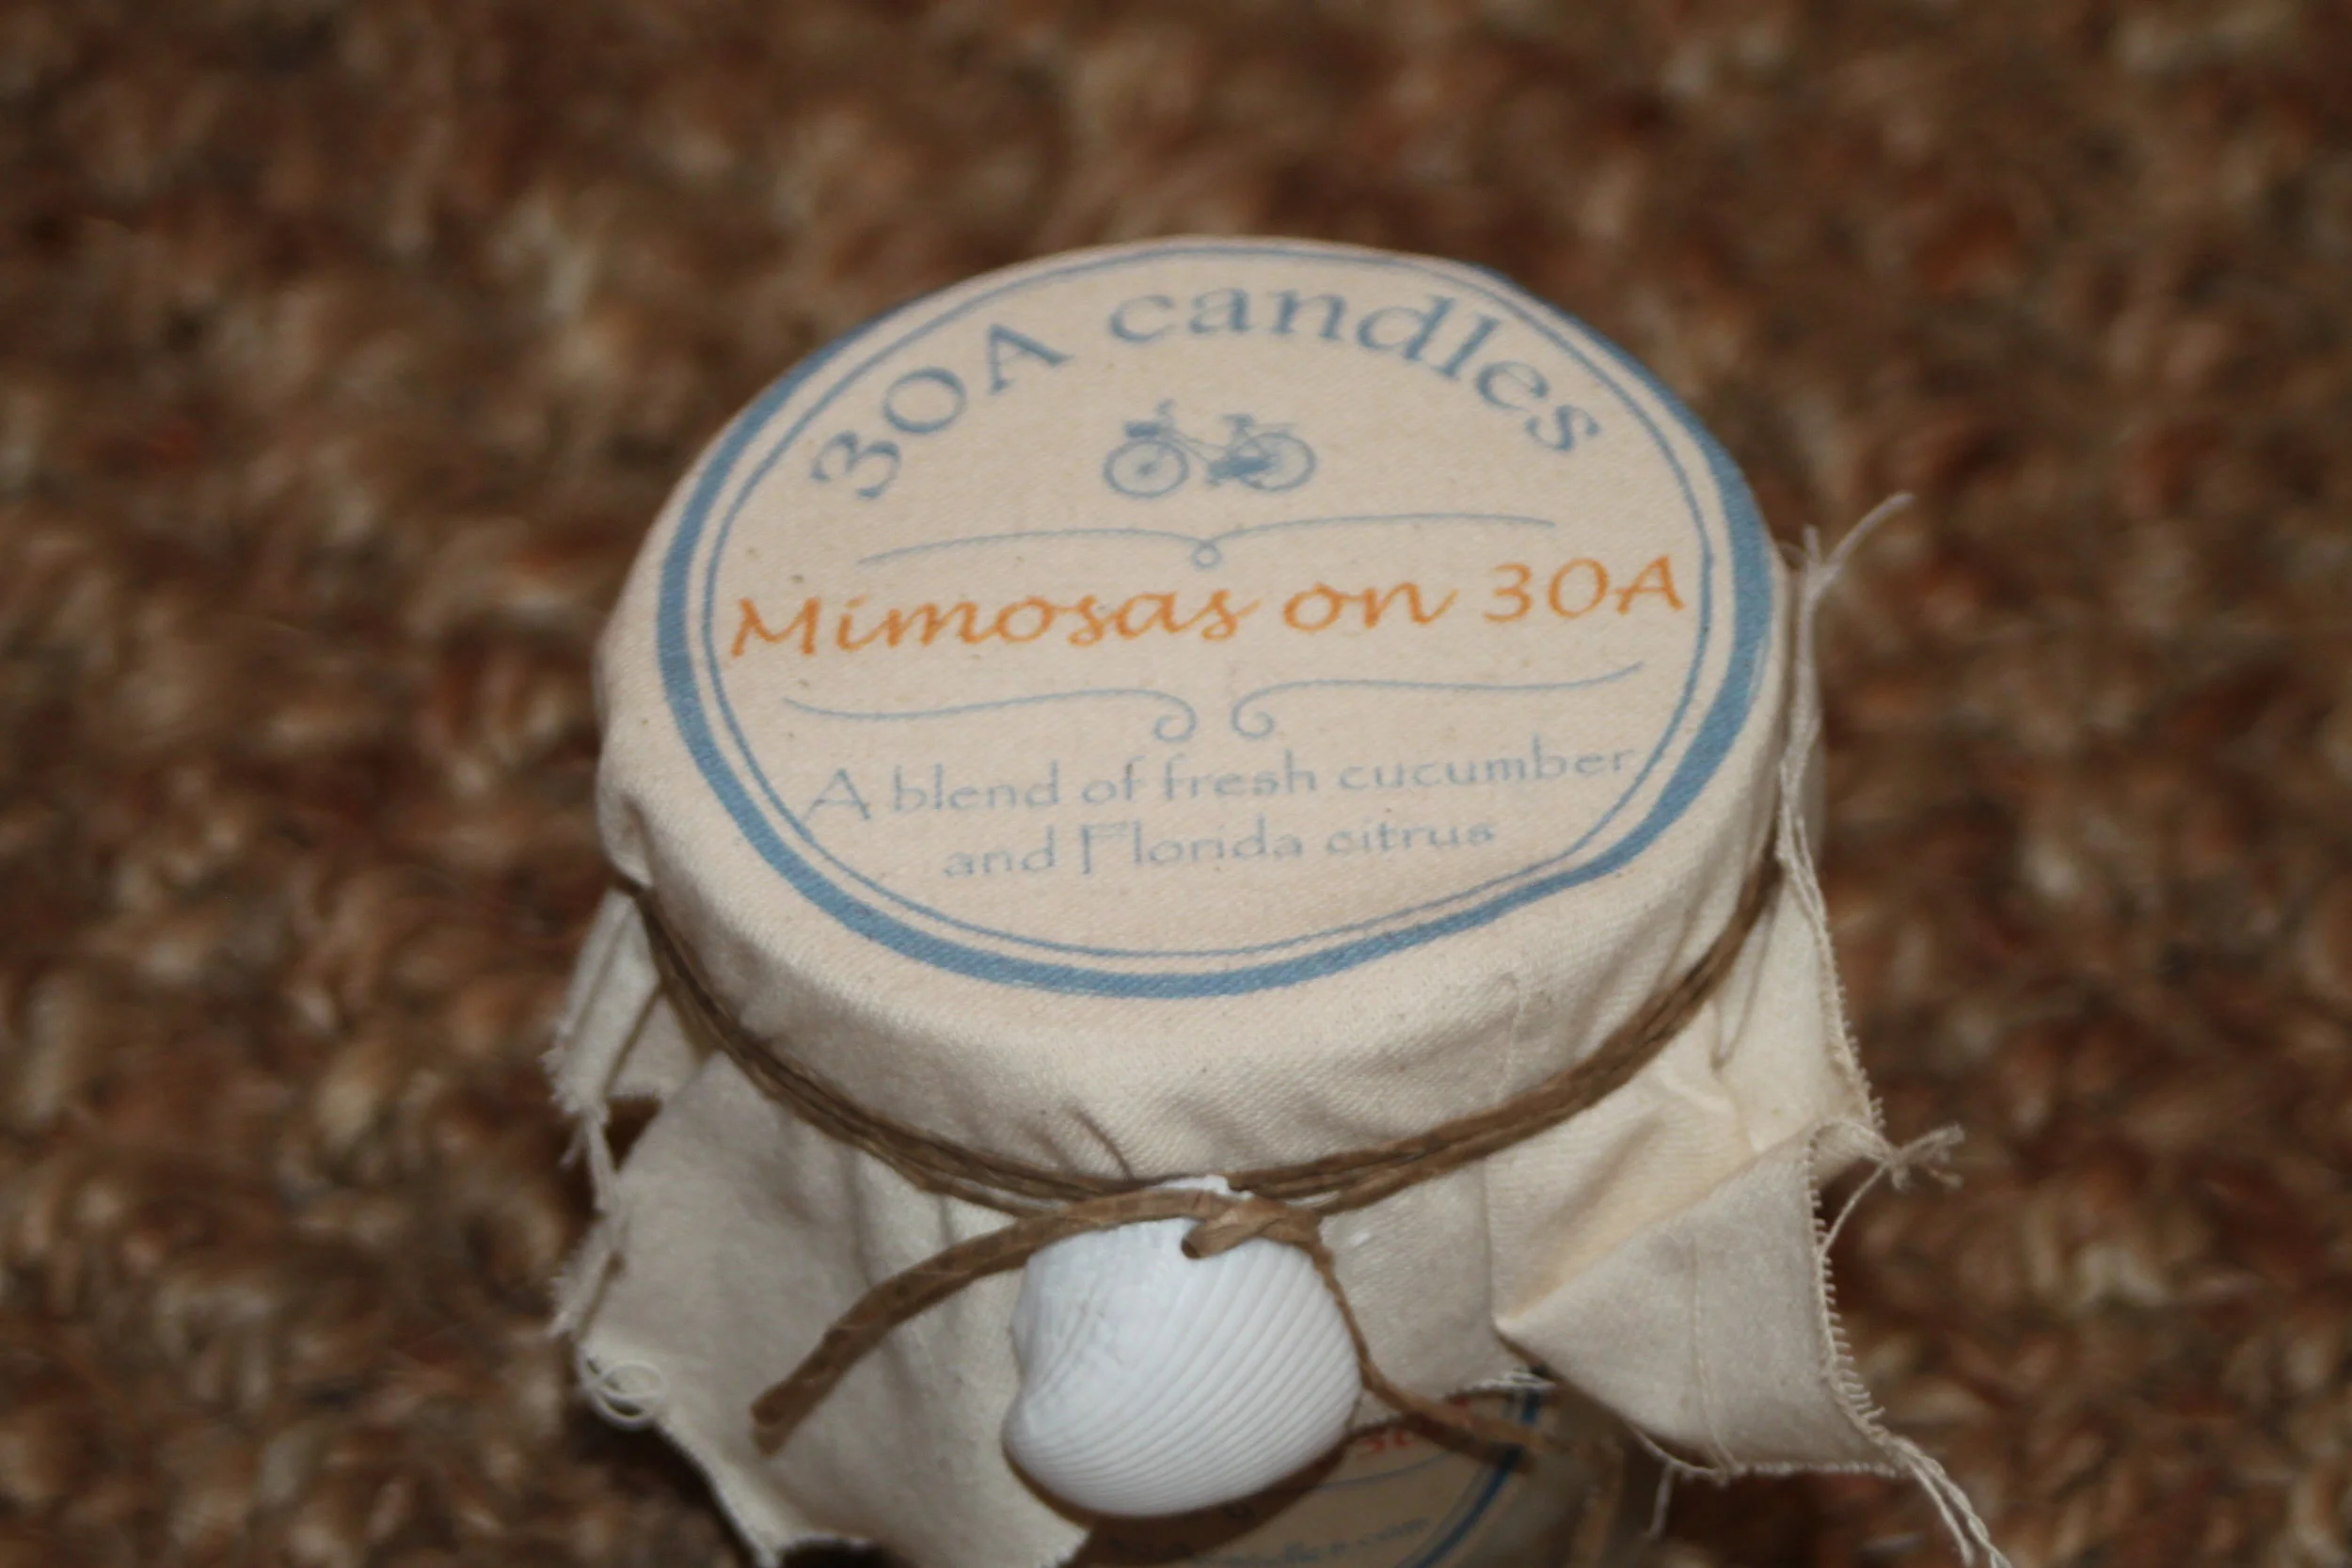 30A candles
Mimosas on 30A
A blend of fresh cucumber
and Florida citrus